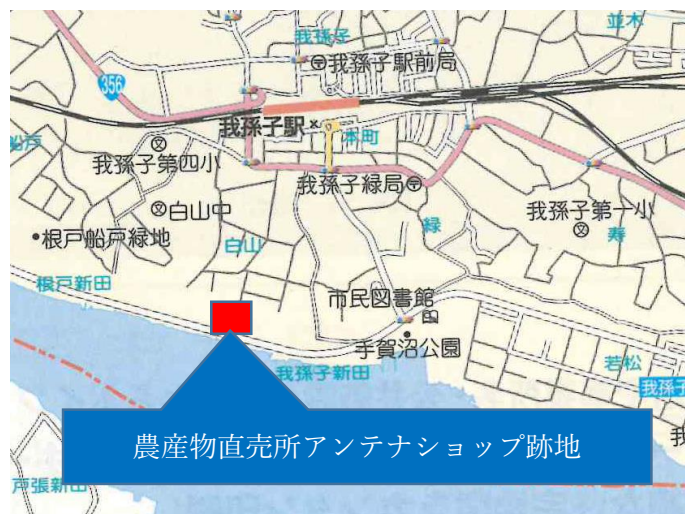 並木
我孫子
我孫子駅前局
356
我孫子駅
本町
船戸
我孫子第四小
我孫子緑局
白山中
我孫子第一小
根戸船戸緑地
白山
緑
寿
根戸新田
市民図書館
手賀沼公園
若松
我孫子新田
我孫子
我
農産物直売所アンテナショップ跡地
戸張新田